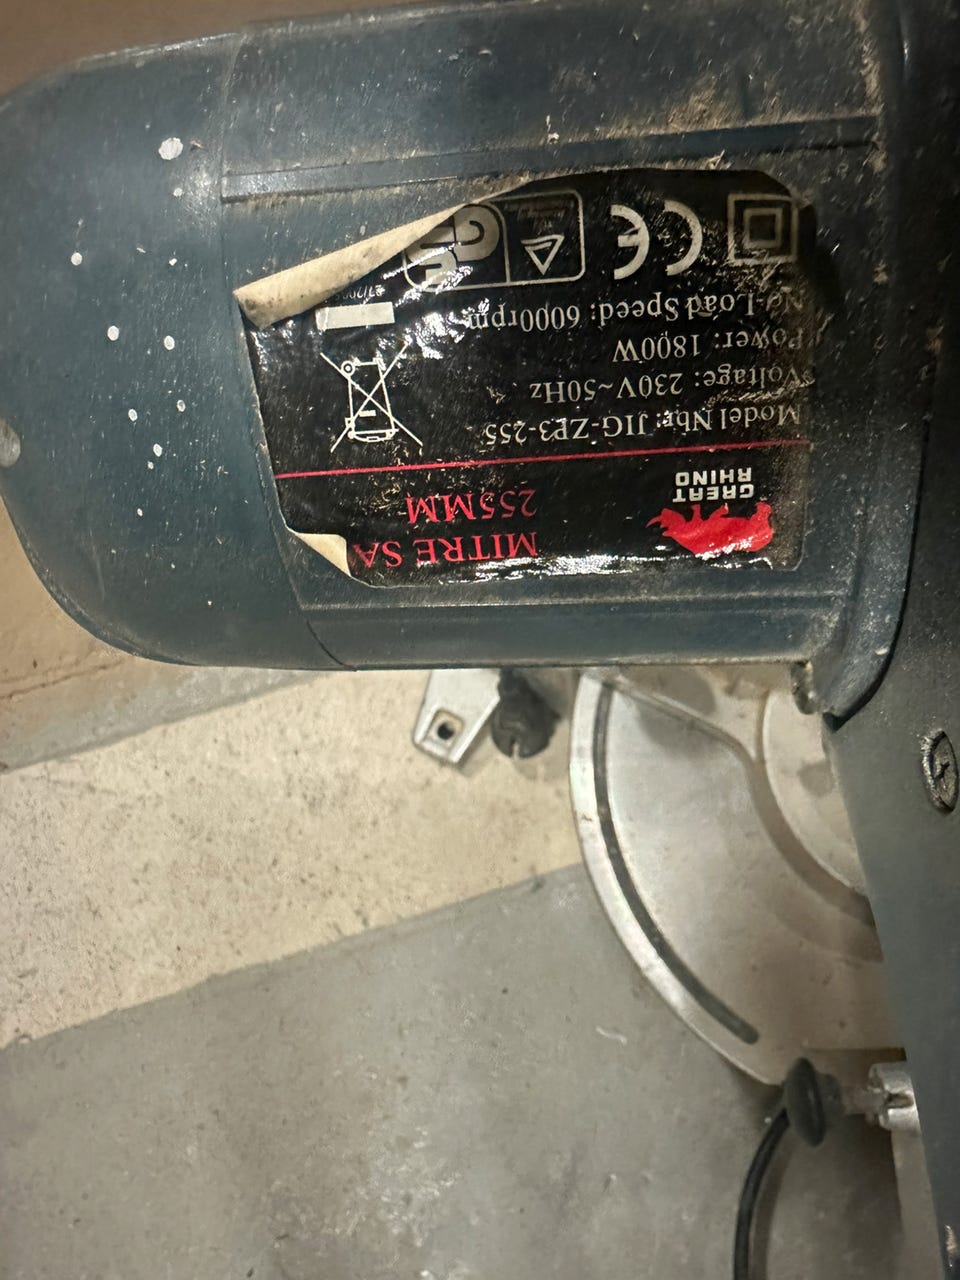 GREAT
RHINO
MITRE SA
255MM
Model Nbr: JIG-ZP3-255
Voltage: 230V~50Hz
Power: 1800W
No-Load Speed: 6000rpm
CE